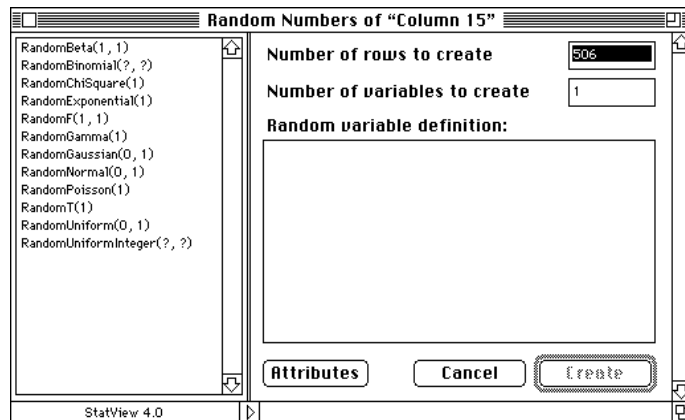 Random Numbers of “Column 15”
RandomBeta(1, 1)
RandomBinomial(?, ?)
RandomChiSquare(1)
RandomExponential(1)
RandomF(1, 1)
RandomGamma(1)
RandomGaussian(0, 1)
RandomNormal(0, 1)
RandomPoisson(1)
RandomT(1)
RandomUniform(0, 1)
RandomUniformInteger(?, ?)
Number of rows to create
506
Number of variables to create
1
Random variable definition:
Attributes
Cancel
Create
StatView 4.0